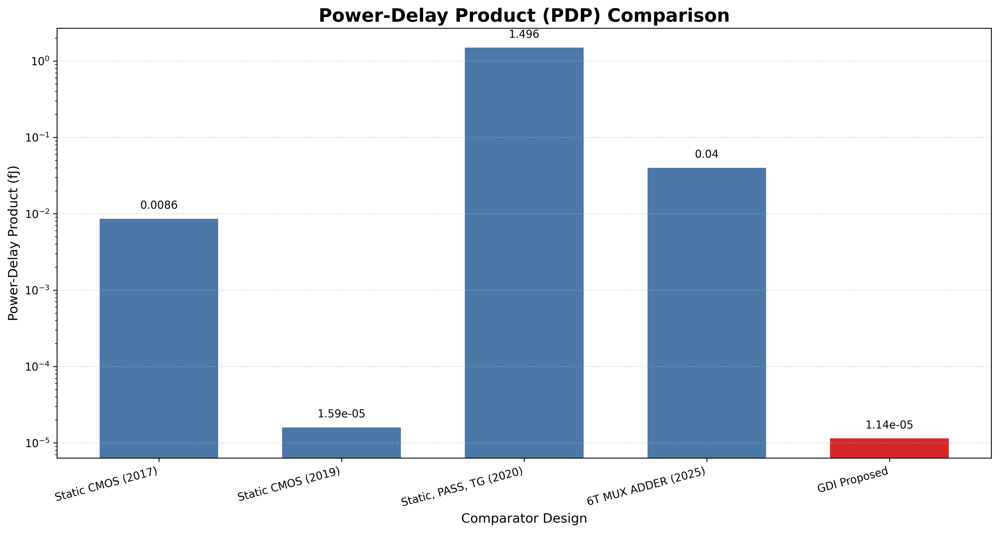 Power-Delay Product (PDP) Comparison
Power-Delay Product (fJ)
10⁰
10⁻¹
10⁻²
10⁻³
10⁻⁴
10⁻⁵
0.0086
1.59e-05
1.496
0.04
1.14e-05
Static CMOS (2017)
Static CMOS (2019)
Static, PASS, TG (2020)
6T MUX ADDER (2025)
GDI Proposed
Comparator Design